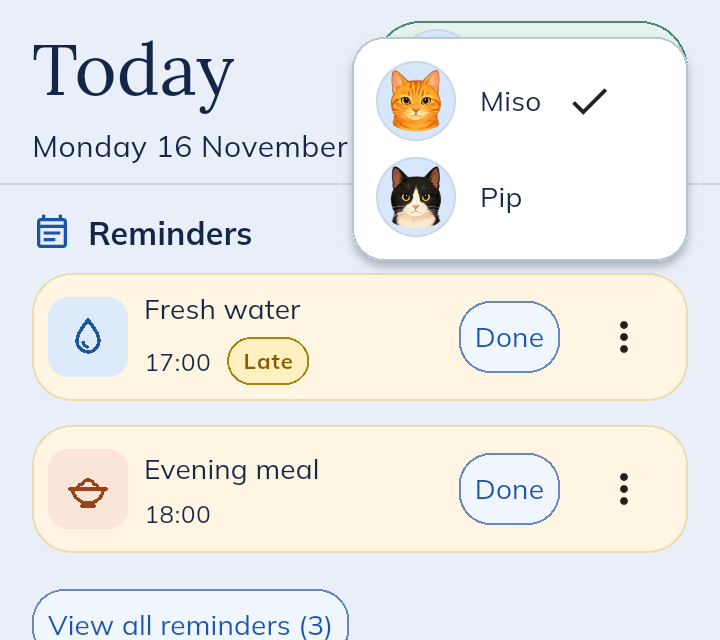 Today
Monday 16 November
Miso
Pip
Reminders
Fresh water
17:00 Late
Done
Evening meal
18:00
Done
View all reminders (3)